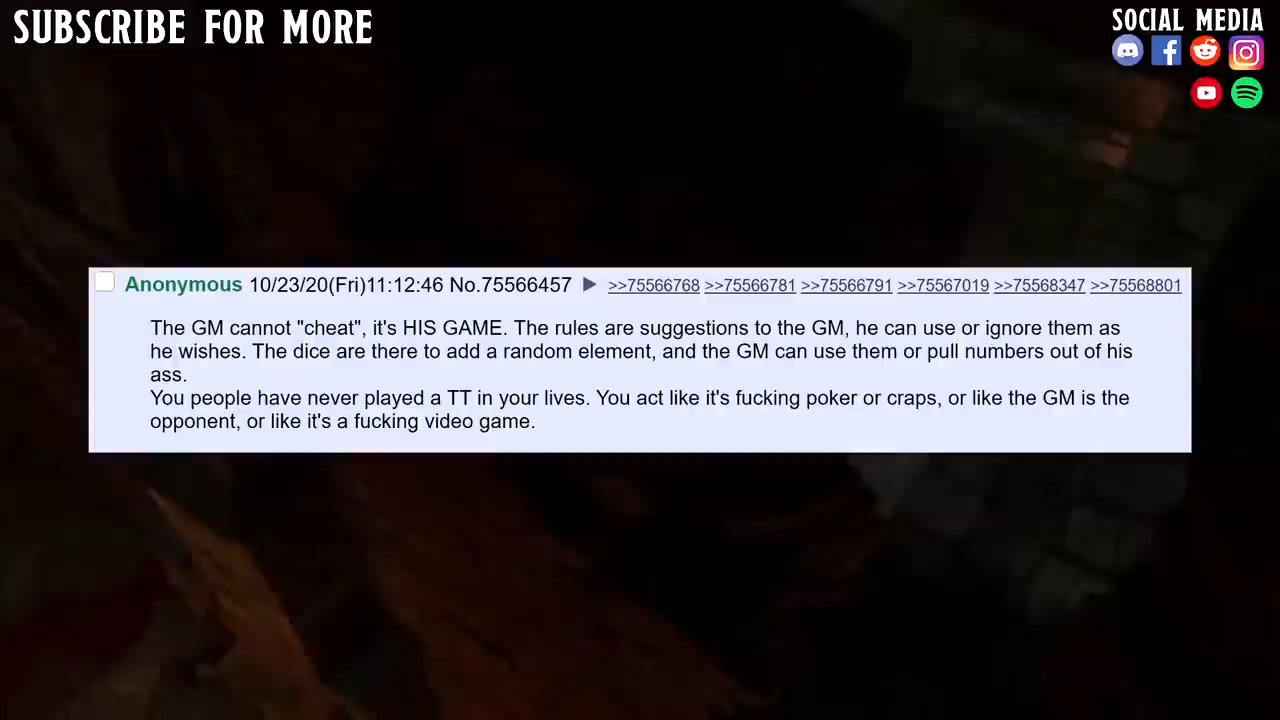 SUBSCRIBE FOR MORE
SOCIAL MEDIA
Anonymous 10/23/20(Fri)11:12:46 No.75566457 ▶ >>75566768 >>75566781 >>75566791 >>75567019 >>75568347 >>75568801
The GM cannot "cheat", it's HIS GAME. The rules are suggestions to the GM, he can use or ignore them as
he wishes. The dice are there to add a random element, and the GM can use them or pull numbers out of his
ass.
You people have never played a TT in your lives. You act like it's fucking poker or craps, or like the GM is the
opponent, or like it's a fucking video game.